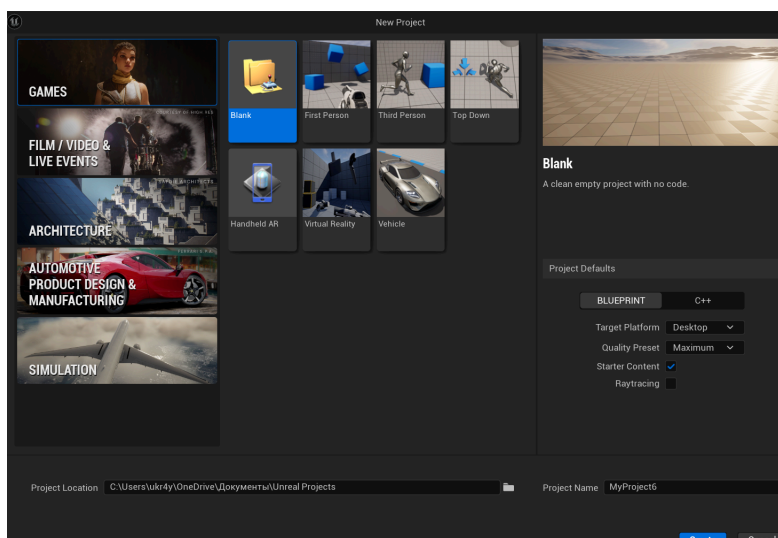 New Project
GAMES
FILM / VIDEO &
LIVE EVENTS
ARCHITECTURE
AUTOMOTIVE
PRODUCT DESIGN &
MANUFACTURING
SIMULATION
Blank
First Person
Third Person
Top Down
Handheld AR
Virtual Reality
Vehicle
Blank
A clean empty project with no code.
Project Defaults
BLUEPRINT
C++
Target Platform Desktop
Quality Preset Maximum
Starter Content
Raytracing
Project Location C:\Users\ukr4y\OneDrive\Документы\Unreal Projects
Project Name MyProject6